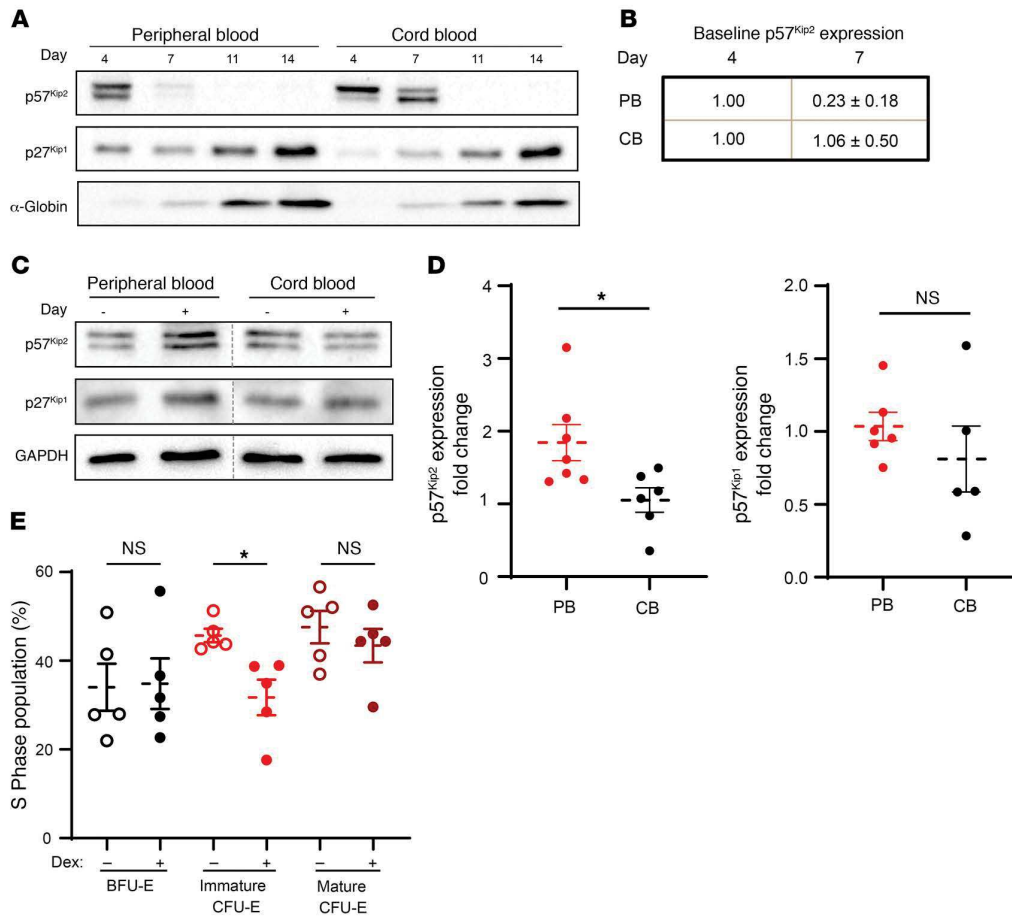 A
Peripheral blood Cord blood
Day 4 7 11 14 4 7 11 14
p57Kip2
p27Kip1
α-Globin
B
Baseline p57Kip2 expression
Day 4 7
PB 1.00 0.23 ± 0.18
CB 1.00 1.06 ± 0.50
C
Peripheral blood Cord blood
Day - + - +
p57Kip2
p27Kip1
GAPDH
D
p57Kip2 expression
fold change
4
3
2
1
0
*
PB CB
p57Kip1 expression
fold change
2.0
1.5
1.0
0.5
0.0
NS
PB CB
E
S Phase population (%)
60
40
20
0
NS * NS
Dex: – + – + – +
BFU-E Immature Mature
CFU-E CFU-E